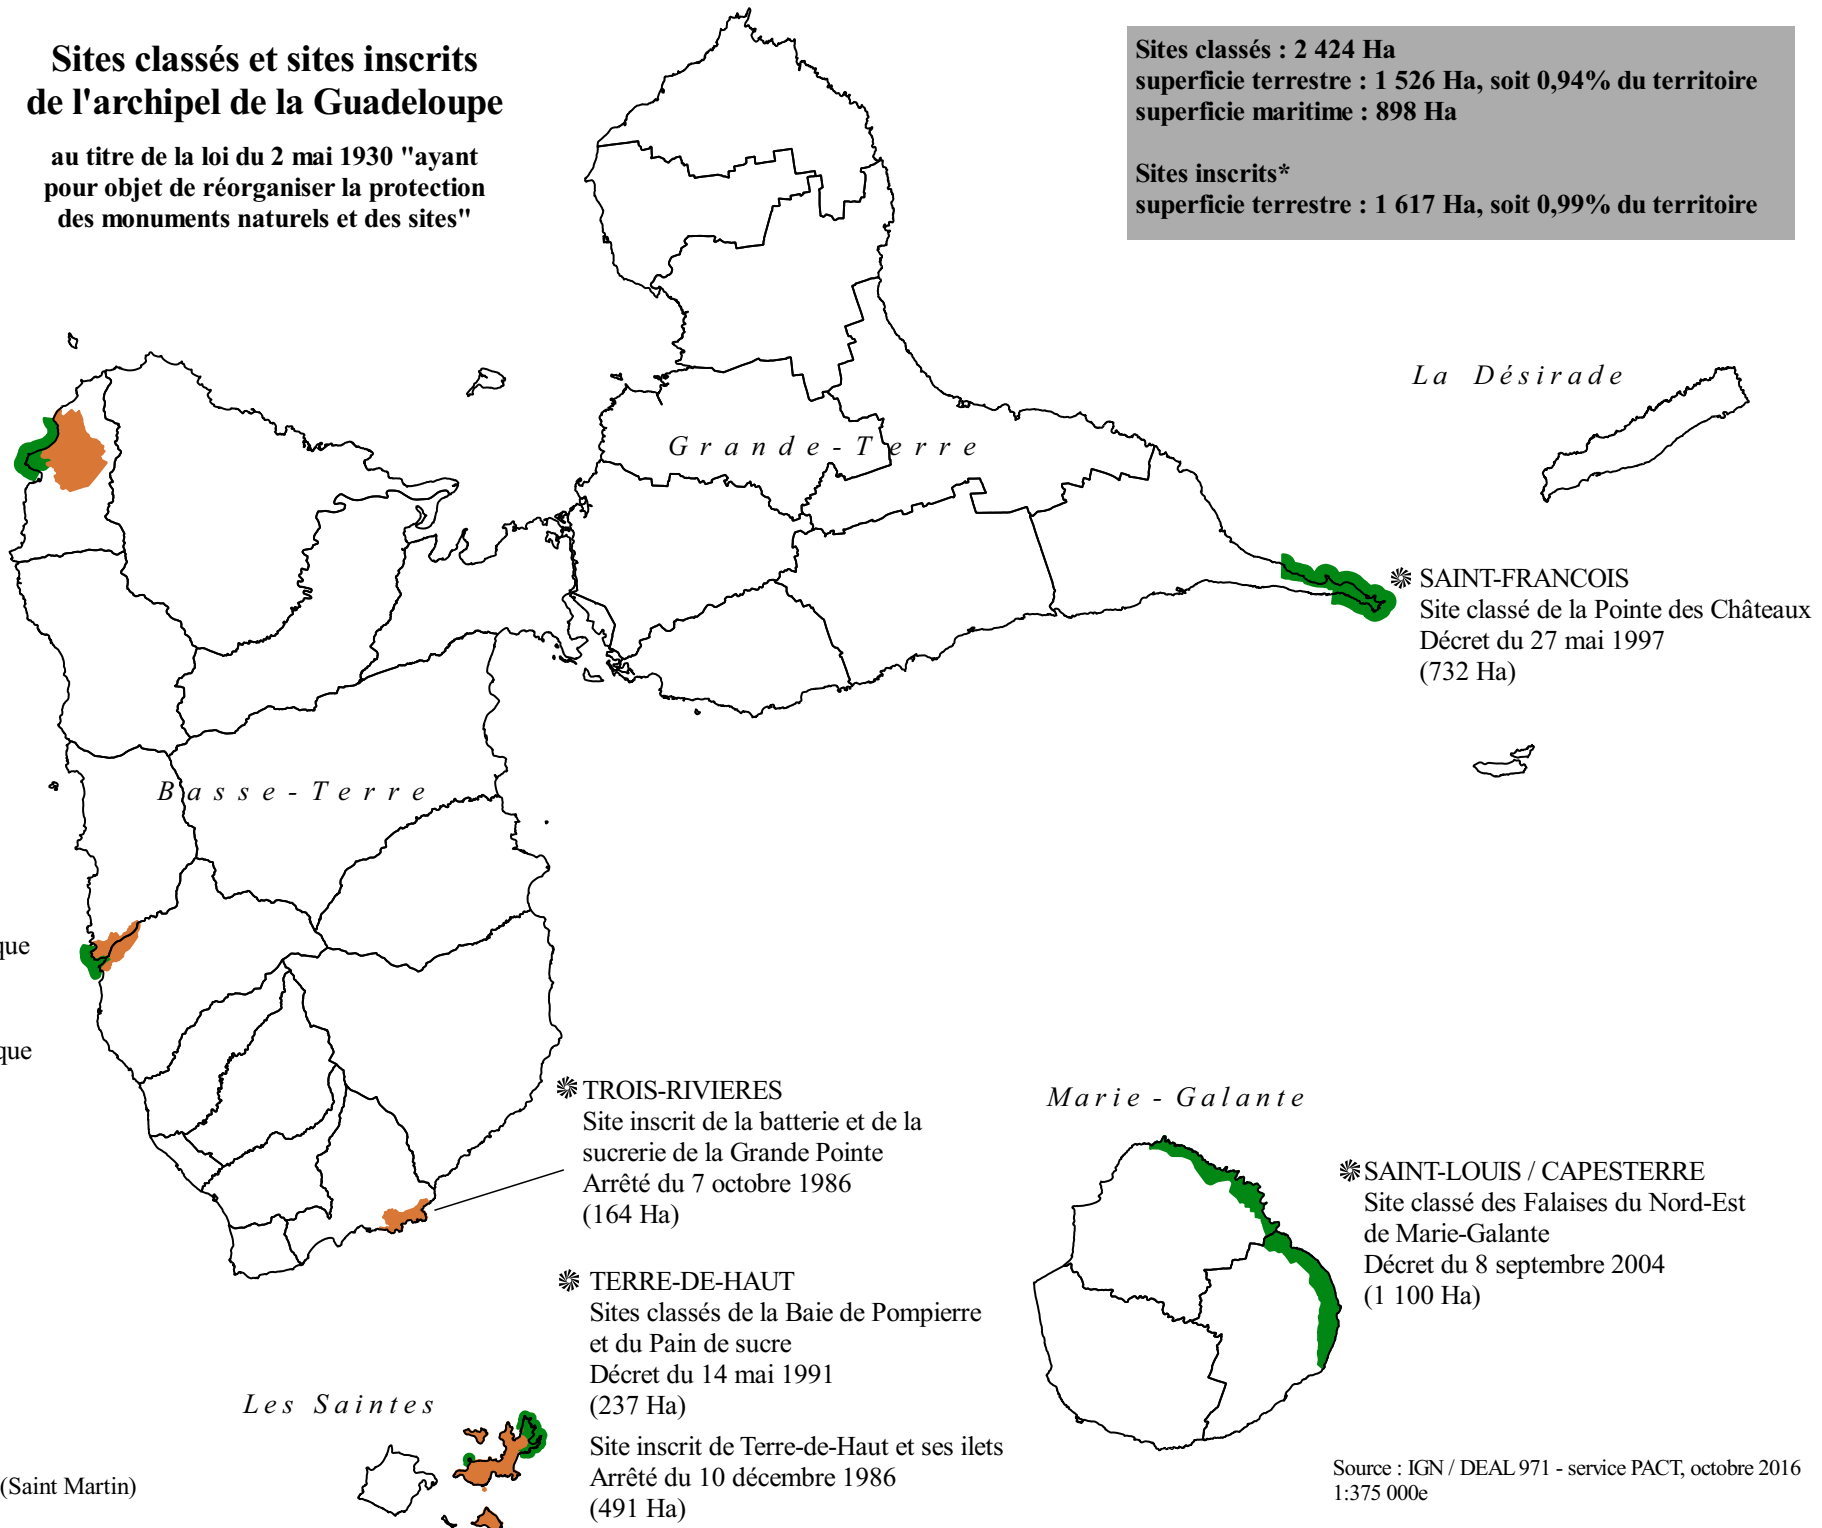 Sites classés et sites inscrits
de l'archipel de la Guadeloupe
au titre de la loi du 2 mai 1930 "ayant
pour objet de réorganiser la protection
des monuments naturels et des sites"
Sites classés : 2 424 Ha
superficie terrestre : 1 526 Ha, soit 0,94% du territoire
superficie maritime : 898 Ha
Sites inscrits*
superficie terrestre : 1 617 Ha, soit 0,99% du territoire
La Désirade
Grande-Terre
SAINT-FRANCOIS
Site classé de la Pointe des Châteaux
Décret du 27 mai 1997
(732 Ha)
Basse-Terre
que
que
TROIS-RIVIERES
Site inscrit de la batterie et de la
sucrerie de la Grande Pointe
Arrêté du 7 octobre 1986
(164 Ha)
Marie - Galante
SAINT-LOUIS / CAPESTERRE
Site classé des Falaises du Nord-Est
de Marie-Galante
Décret du 8 septembre 2004
(1 100 Ha)
TERRE-DE-HAUT
Sites classés de la Baie de Pompierre
et du Pain de sucre
Décret du 14 mai 1991
(237 Ha)
Les Saintes
Site inscrit de Terre-de-Haut et ses ilets
Arrêté du 10 décembre 1986
(491 Ha)
(Saint Martin)
Source : IGN / DEAL 971 - service PACT, octobre 2016
1:375 000e